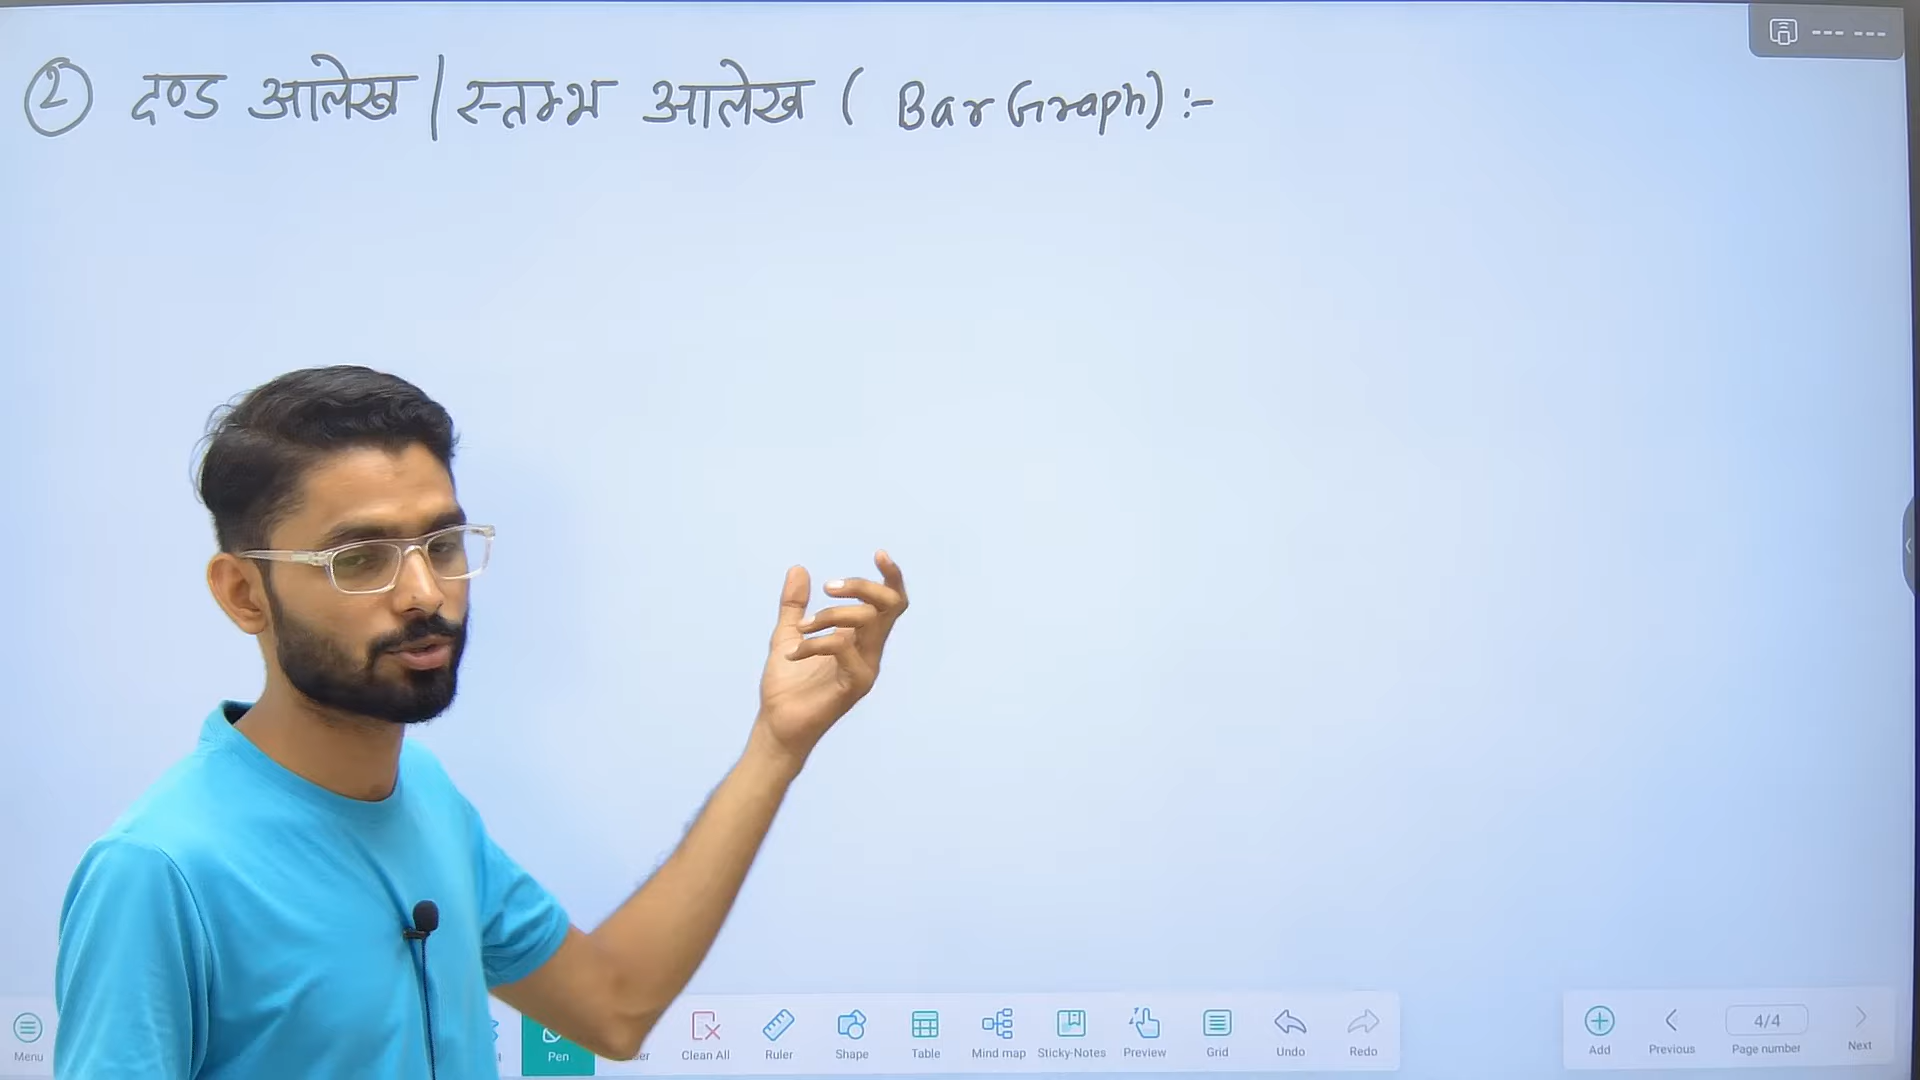 ② दण्ड आलेख | स्तम्भ आलेख ( Bar Graph) :-
--- ---
Menu
Pen
Clean All
Ruler
Shape
Table
Mind map
Sticky-Notes
Preview
Grid
Undo
Redo
Add
Previous
4/4
Page number
Next